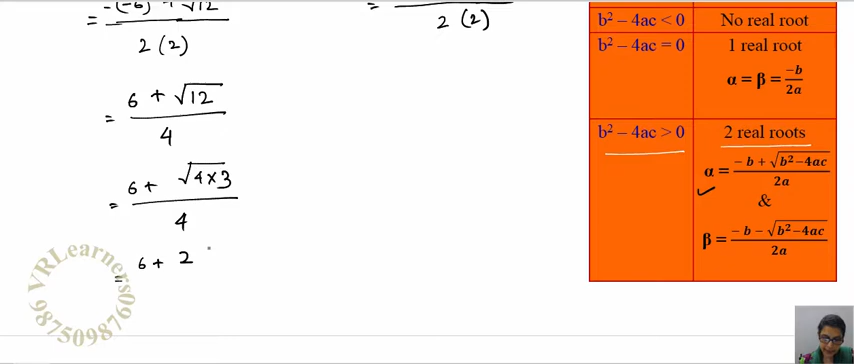 = -(-6) + √12 / 2 (2)
= 6 + √12 / 4
= 6 + √4×3 / 4
= 6 + 2
= / 2 (2)
b² – 4ac < 0 No real root
b² – 4ac = 0 1 real root
α = β = −b / 2a
b² – 4ac > 0 2 real roots
α = −b + √b²−4ac / 2a
&
β = −b − √b²−4ac / 2a
VRLearners
9875098760